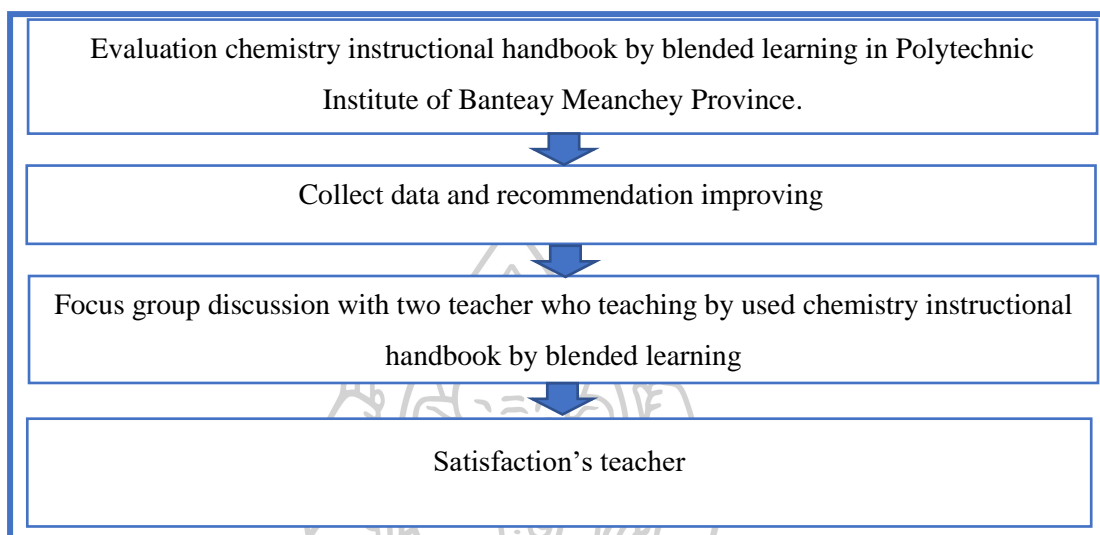 Evaluation chemistry instructional handbook by blended learning in Polytechnic
Institute of Banteay Meanchey Province.
Collect data and recommendation improving
Focus group discussion with two teacher who teaching by used chemistry instructional
handbook by blended learning
Satisfaction’s teacher